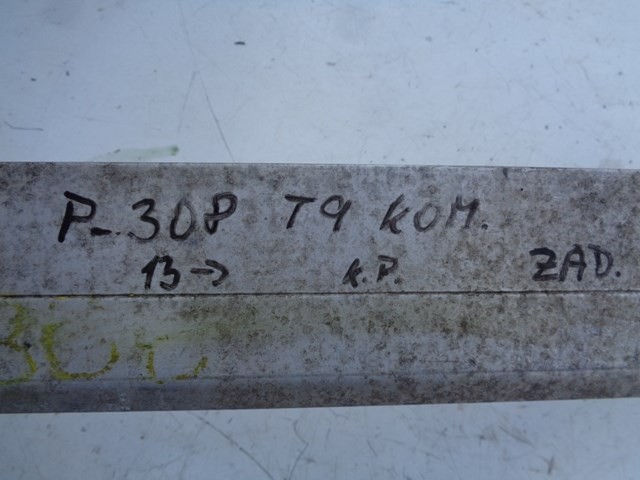 P-308 T9 KOM.
13-> K.P. ZAD.